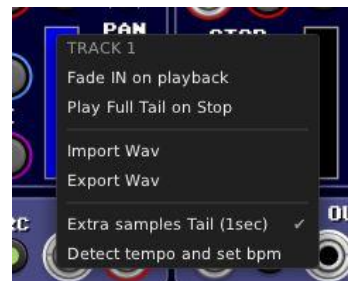 PAN
TRACK 1
Fade IN on playback
Play Full Tail on Stop
Import Wav
Export Wav
Extra samples Tail (1sec) ✓
Detect tempo and set bpm